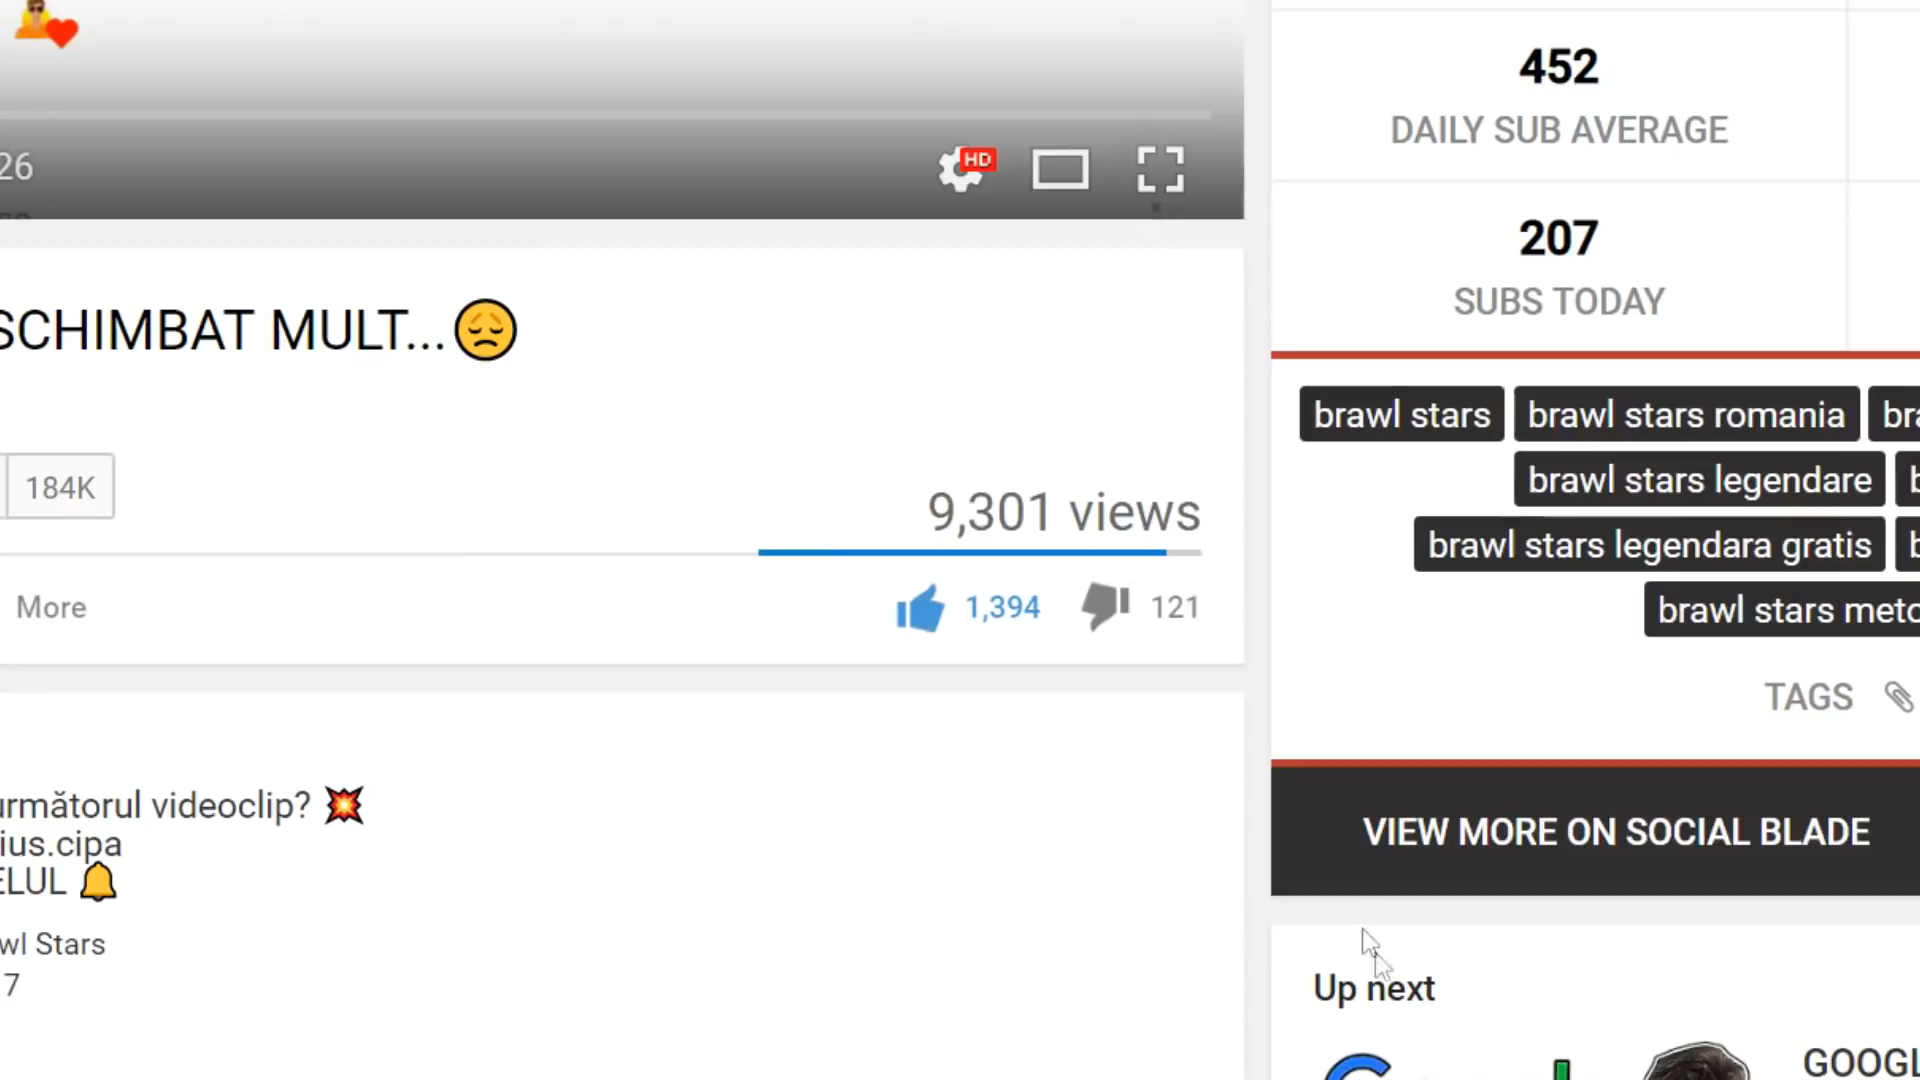 26
HD
SCHIMBAT MULT...
184K
9,301 views
More
1,394
121
următorul videoclip?
ius.cipa
ELUL
wl Stars
7
452
DAILY SUB AVERAGE
207
SUBS TODAY
brawl stars
brawl stars romania
bra
brawl stars legendare
b
brawl stars legendara gratis
b
brawl stars meto
TAGS
VIEW MORE ON SOCIAL BLADE
Up next
GOOGL